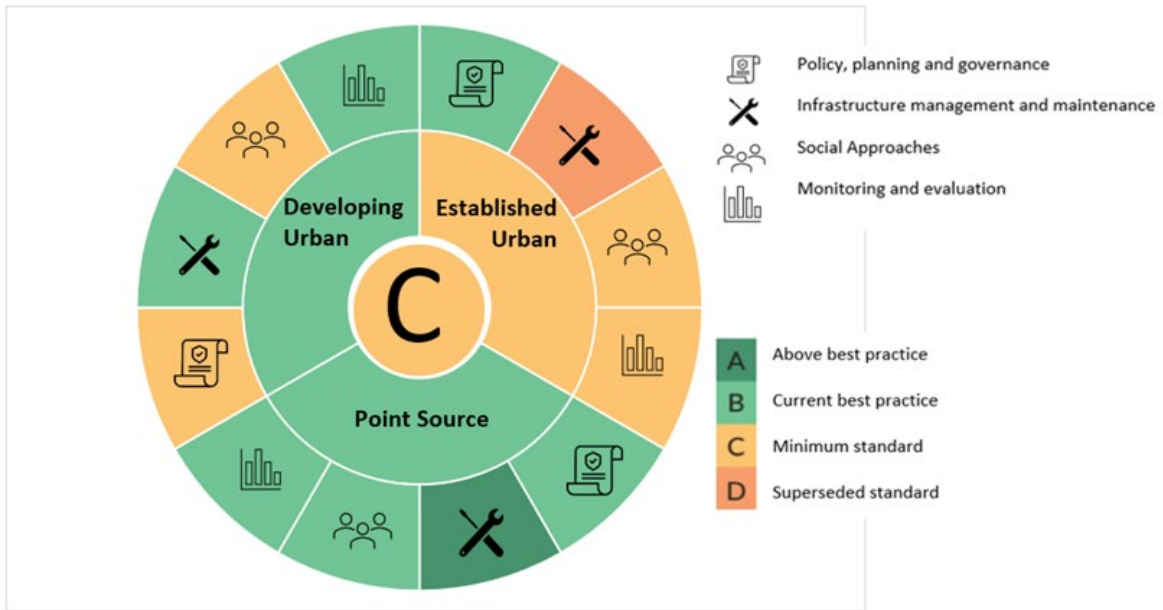 Developing
Urban
Established
Urban
C
Point Source
Policy, planning and governance
Infrastructure management and maintenance
Social Approaches
Monitoring and evaluation
A Above best practice
B Current best practice
C Minimum standard
D Superseded standard